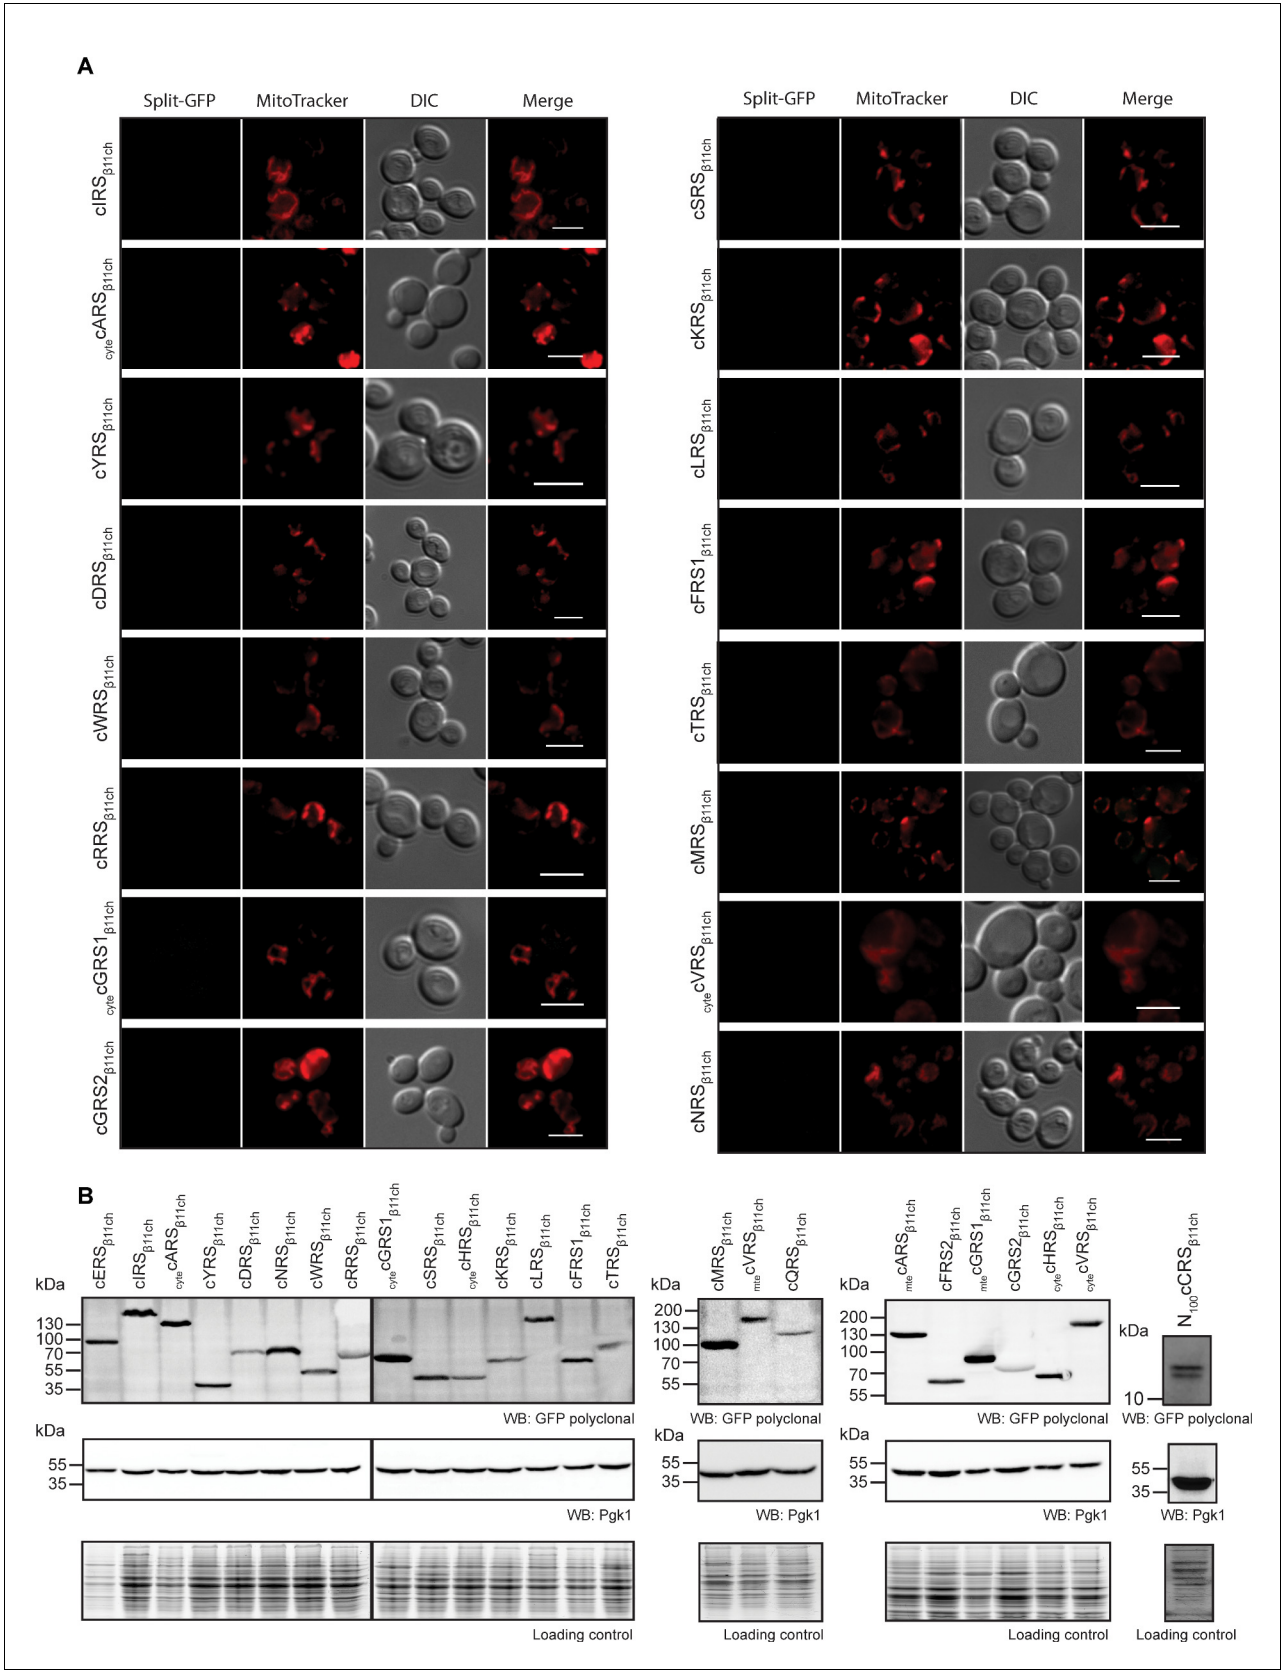 A
Split-GFP MitoTracker DIC Merge
cIRSβ11ch
cytecARSβ11ch
cYRSβ11ch
cDRSβ11ch
cWRSβ11ch
cRRSβ11ch
cytecGRS1β11ch
cGRS2β11ch
Split-GFP MitoTracker DIC Merge
cSRSβ11ch
cKRSβ11ch
cLRSβ11ch
cFRS1β11ch
cTRSβ11ch
cMRSβ11ch
cytecVRSβ11ch
cNRSβ11ch
B
cERSβ11ch cIRSβ11ch cytecARSβ11ch cYRSβ11ch cDRSβ11ch cNRSβ11ch cWRSβ11ch cRRSβ11ch cytecGRS1β11ch cSRSβ11ch cytecHRSβ11ch cKRSβ11ch cLRSβ11ch cFRS1β11ch cTRSβ11ch
kDa
130
100
70
55
35
WB: GFP polyclonal
kDa
55
35
WB: Pgk1
Loading control
cMRSβ11ch mtecVRSβ11ch cQRSβ11ch
kDa
200
130
100
70
55
WB: GFP polyclonal
kDa
55
35
WB: Pgk1
Loading control
mtecARSβ11ch cFRS2β11ch mtecGRS1β11ch cGRS2β11ch cytecHRSβ11ch cytecVRSβ11ch
kDa
200
130
100
70
55
WB: GFP polyclonal
kDa
55
35
WB: Pgk1
Loading control
N100cCRSβ11ch
kDa
10
WB: GFP polyclonal
55
35
WB: Pgk1
Loading control